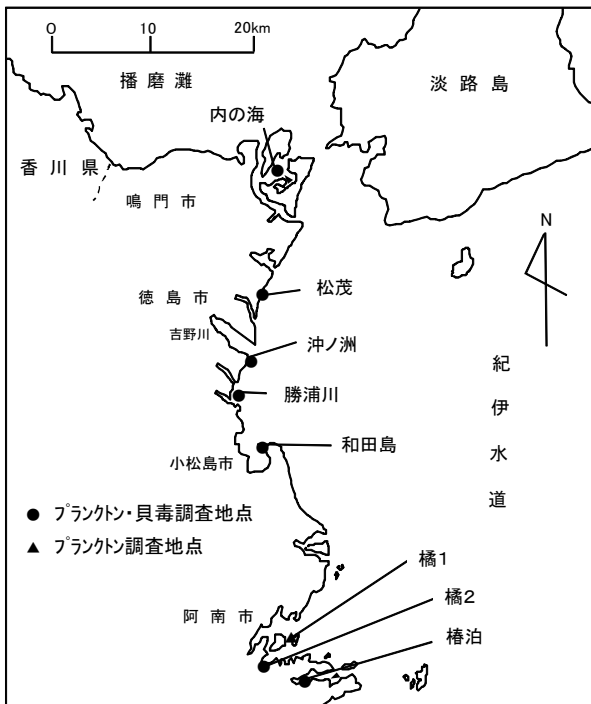 0 10 20km
播磨灘
淡路島
内の海
香川県
鳴門市
N
徳島市
松茂
吉野川
沖ノ洲
紀伊水道
勝浦川
和田島
小松島市
● プランクトン・貝毒調査地点
▲ プランクトン調査地点
橘1
橘2
阿南市
椿泊